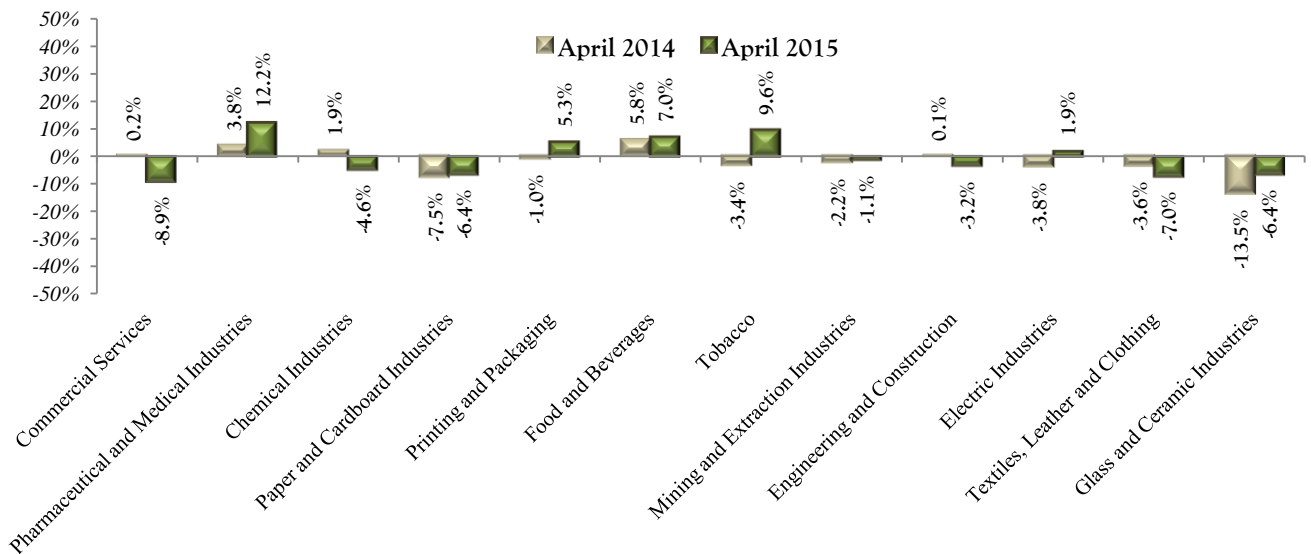 50%
40%
30%
20%
10%
0%
-10%
-20%
-30%
-40%
-50%
April 2014
April 2015
0.2%
-8.9%
3.8%
12.2%
1.9%
-4.6%
-7.5%
-6.4%
-1.0%
5.3%
5.8%
7.0%
-3.4%
9.6%
-2.2%
-1.1%
0.1%
-3.2%
-3.8%
1.9%
-3.6%
-7.0%
-13.5%
-6.4%
Commercial Services
Pharmaceutical and Medical Industries
Chemical Industries
Paper and Cardboard Industries
Printing and Packaging
Food and Beverages
Tobacco
Mining and Extraction Industries
Engineering and Construction
Electric Industries
Textiles, Leather and Clothing
Glass and Ceramic Industries